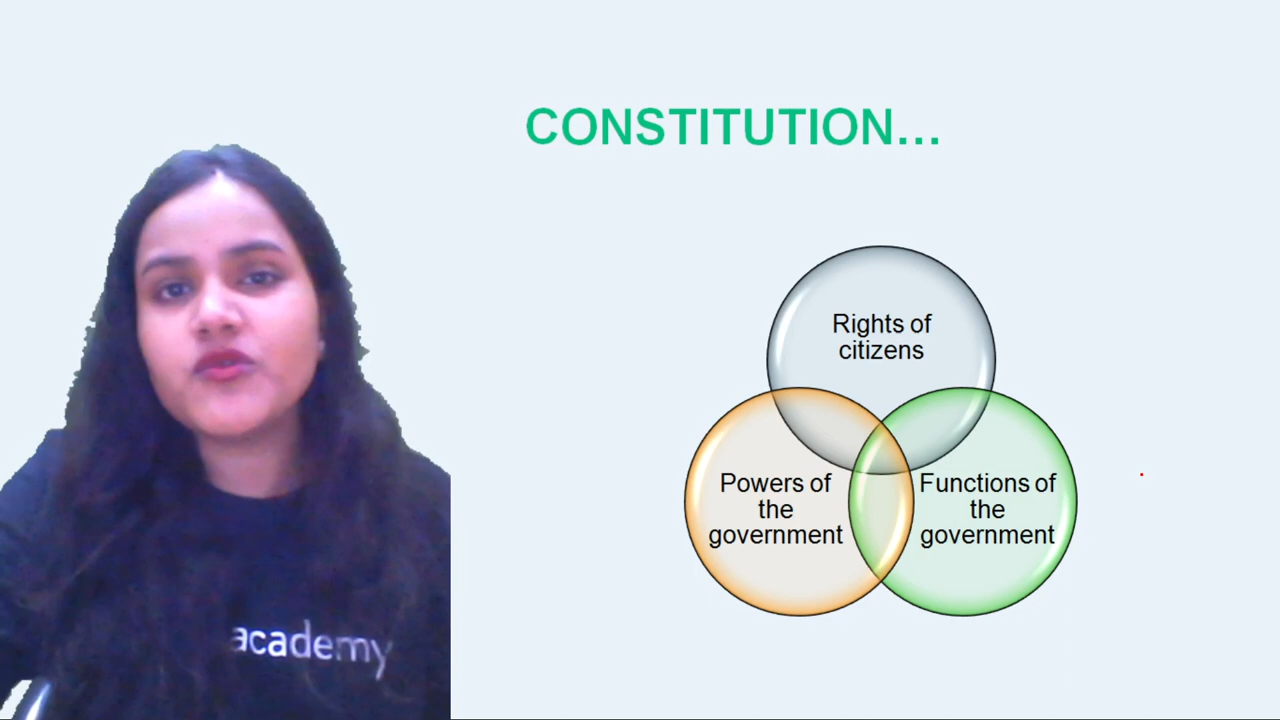 CONSTITUTION...
Rights of
citizens
Powers of
the
government
Functions of
the
government
academy